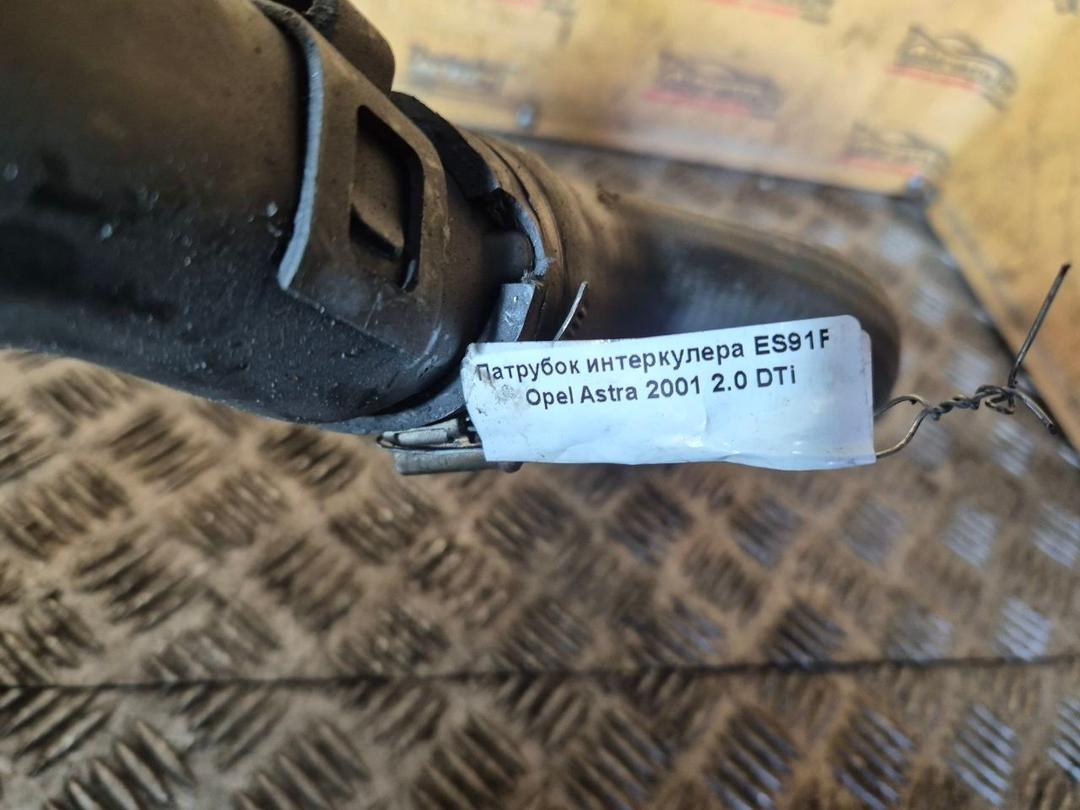 Патрубок интеркулера ES91F
Opel Astra 2001 2.0 DTi